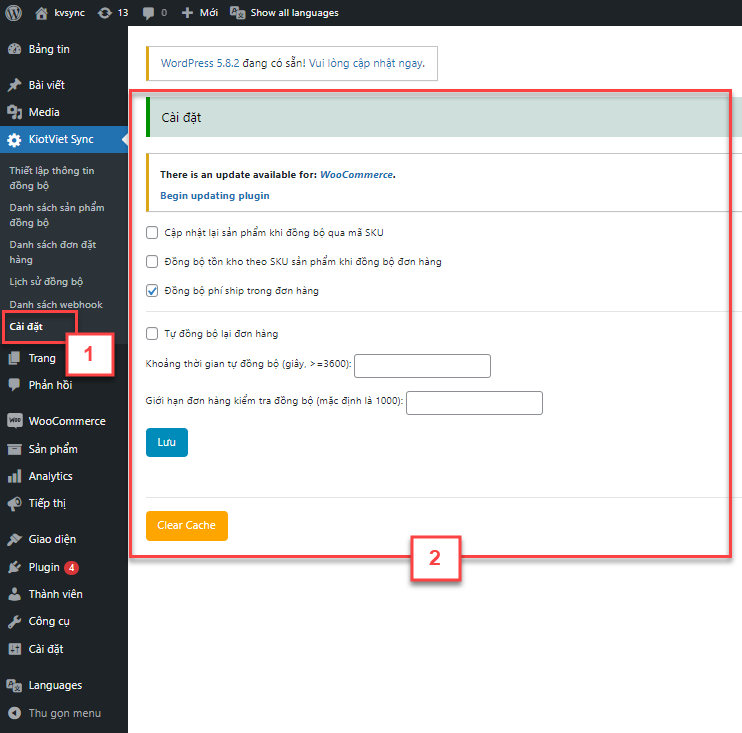 kvsync
13
0
Mới
Show all languages
Bảng tin
Bài viết
Media
KiotViet Sync
Thiết lập thông tin
đồng bộ
Danh sách sản phẩm
đồng bộ
Danh sách đơn đặt
hàng
Lịch sử đồng bộ
Danh sách webhook
Cài đặt
1
Trang
Phản hồi
WooCommerce
Sản phẩm
Analytics
Tiếp thị
Giao diện
Plugin 4
Thành viên
Công cụ
Cài đặt
Languages
Thu gọn menu
WordPress 5.8.2 đang có sẵn! Vui lòng cập nhật ngay.
Cài đặt
There is an update available for: WooCommerce.
Begin updating plugin
Cập nhật lại sản phẩm khi đồng bộ qua mã SKU
Đồng bộ tồn kho theo SKU sản phẩm khi đồng bộ đơn hàng
Đồng bộ phí ship trong đơn hàng
Tự đồng bộ lại đơn hàng
Khoảng thời gian tự đồng bộ (giây, >=3600):
Giới hạn đơn hàng kiểm tra đồng bộ (mặc định là 1000):
Lưu
Clear Cache
2